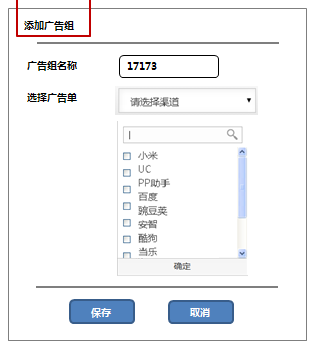 添加广告组
广告组名称 17173
选择广告单 请选择渠道
小米
UC
PP助手
百度
豌豆荚
安智
酷狗
当乐
确定
保存 取消